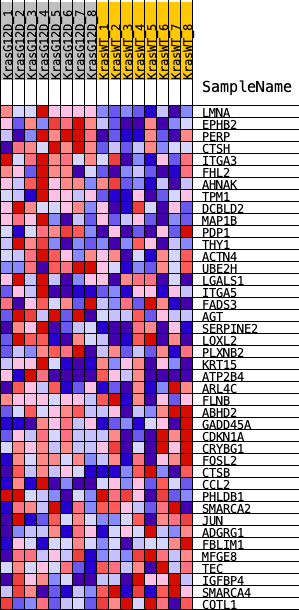 KrasG12D_1
KrasG12D_2
KrasG12D_3
KrasG12D_4
KrasG12D_5
KrasG12D_6
KrasG12D_7
KrasG12D_8
KrasWT_1
KrasWT_2
KrasWT_3
KrasWT_4
KrasWT_5
KrasWT_6
KrasWT_7
KrasWT_8
SampleName
LMNA
EPHB2
PERP
CTSH
ITGA3
FHL2
AHNAK
TPM1
DCBLD2
MAP1B
PDP1
THY1
ACTN4
UBE2H
LGALS1
ITGA5
FADS3
AGT
SERPINE2
LOXL2
PLXNB2
KRT15
ATP2B4
ARL4C
FLNB
ABHD2
GADD45A
CDKN1A
CRYBG1
FOSL2
CTSB
CCL2
PHLDB1
SMARCA2
JUN
ADGRG1
FBLIM1
MFGE8
TEC
IGFBP4
SMARCA4
COTL1